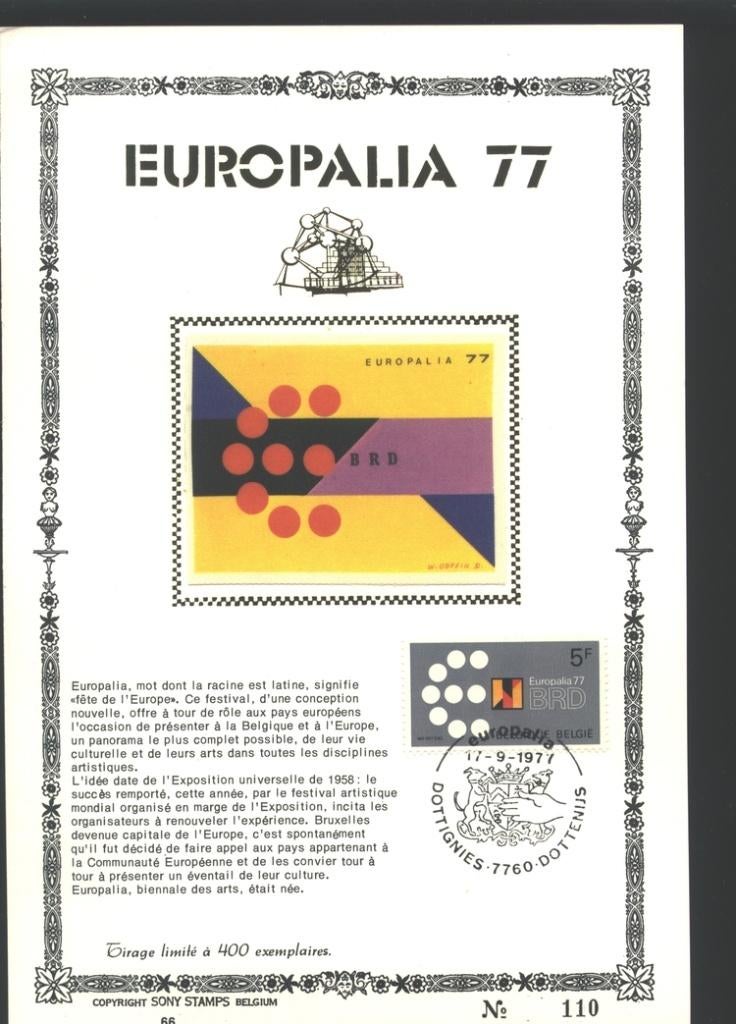 EUROPALIA 77
EUROPALIA 77
BRD
5F
Europalia 77
BRD
BELGIE
Europalia, mot dont la racine est latine, signifie
«fête de l'Europe». Ce festival, d'une conception
nouvelle, offre à tour de rôle aux pays européens
l'occasion de présenter à la Belgique et à l'Europe,
un panorama le plus complet possible, de leur vie
culturelle et de leurs arts dans toutes les disciplines
artistiques.
L'idée date de l'Exposition universelle de 1958 : le
succès remporté, cette année, par le festival artistique
mondial organisé en marge de l'Exposition, incita les
organisateurs à renouveler l'expérience. Bruxelles
devenue capitale de l'Europe, c'est spontanément
qu'il fut décidé de faire appel aux pays appartenant à
la Communauté Européenne et de les convier tour à
tour à présenter un éventail de leur culture.
Europalia, biennale des arts, était née.
europalia
17-9-1977
DOTTIGNIES·7760·DOTTENIJS
Tirage limité à 400 exemplaires.
COPYRIGHT SONY STAMPS BELGIUM
66
No 110